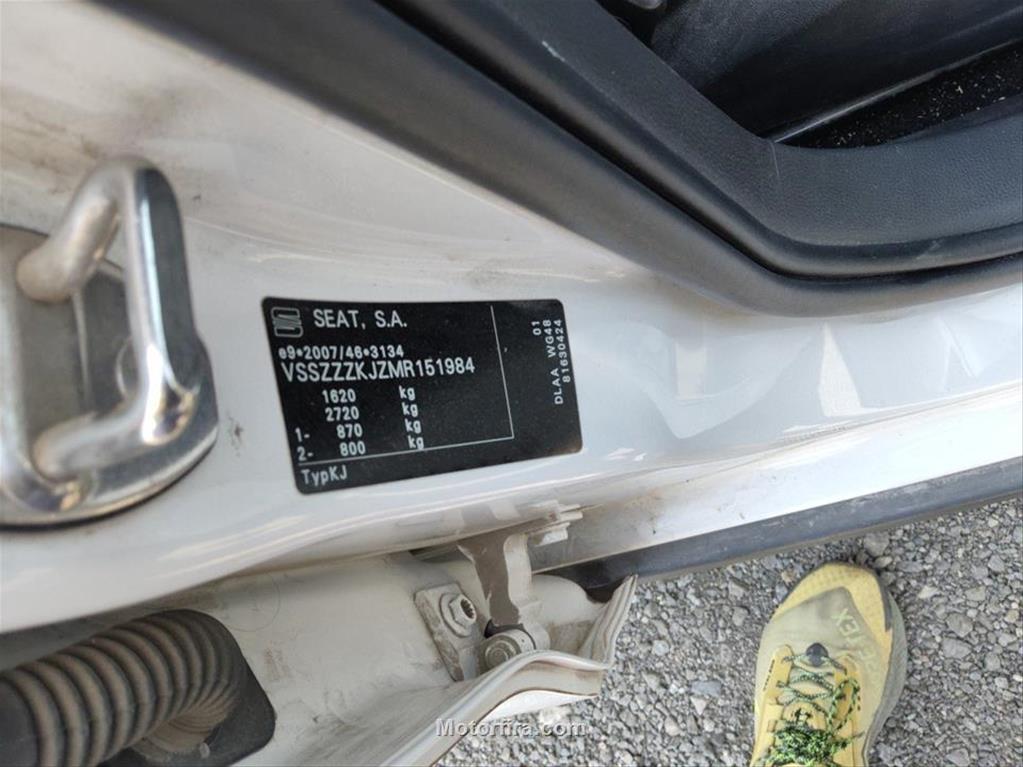 SEAT, S.A.
e9*2007/46*3134
VSSZZZKJZMR151984
1620 kg
2720 kg
1- 870 kg
2- 800 kg
TypKJ
01
DLAA WG48
81630424
Motorfira.com